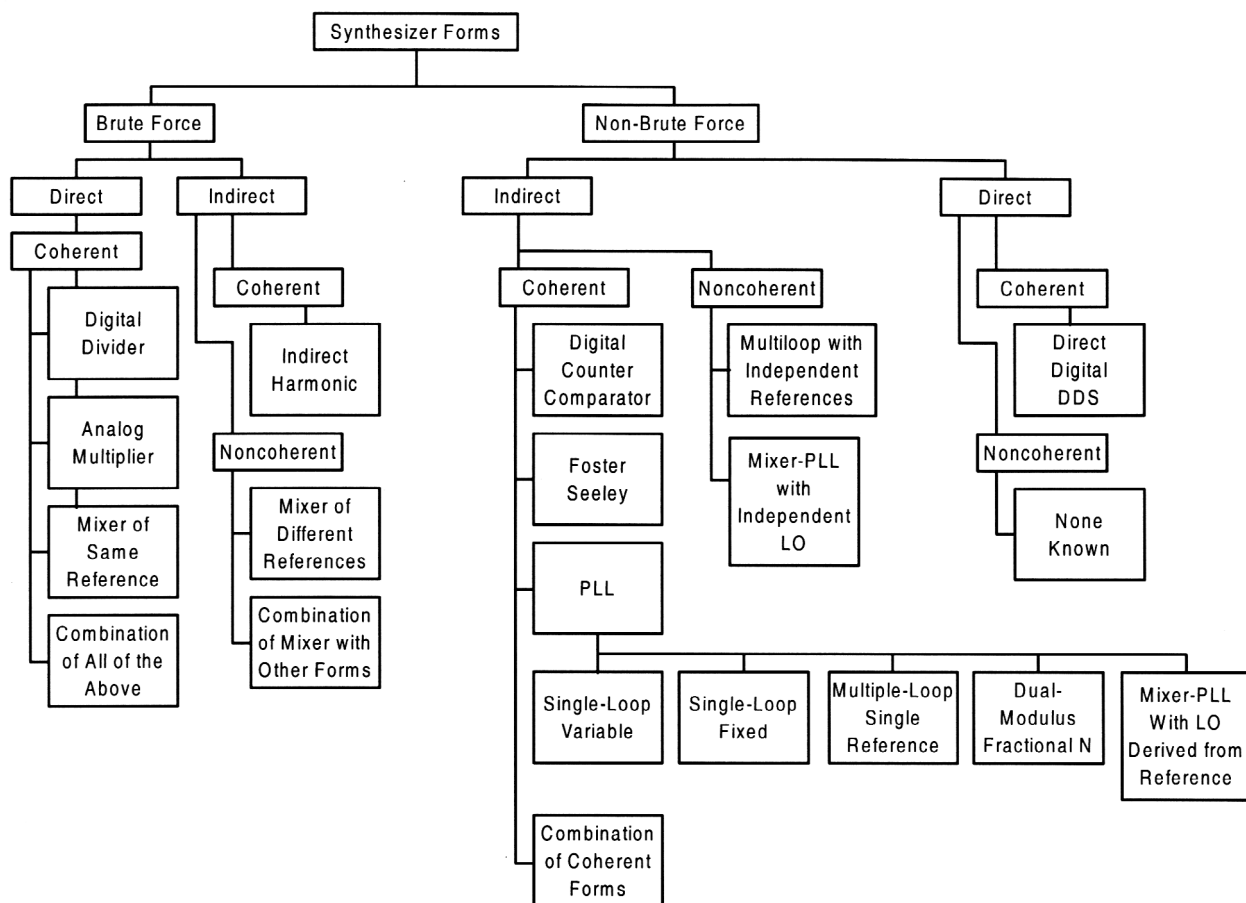 Synthesizer Forms
Brute Force
Non-Brute Force
Direct
Indirect
Indirect
Direct
Coherent
Coherent
Coherent
Noncoherent
Coherent
Digital
Divider
Indirect
Harmonic
Digital
Counter
Comparator
Multiloop with
Independent
References
Direct
Digital
DDS
Analog
Multiplier
Noncoherent
Foster
Seeley
Mixer-PLL
with
Independent
LO
Noncoherent
Mixer of
Same
Reference
Mixer of
Different
References
PLL
None
Known
Combination
of All of the
Above
Combination
of Mixer with
Other Forms
Single-Loop
Variable
Single-Loop
Fixed
Multiple-Loop
Single
Reference
Dual-
Modulus
Fractional N
Mixer-PLL
With LO
Derived from
Reference
Combination
of Coherent
Forms